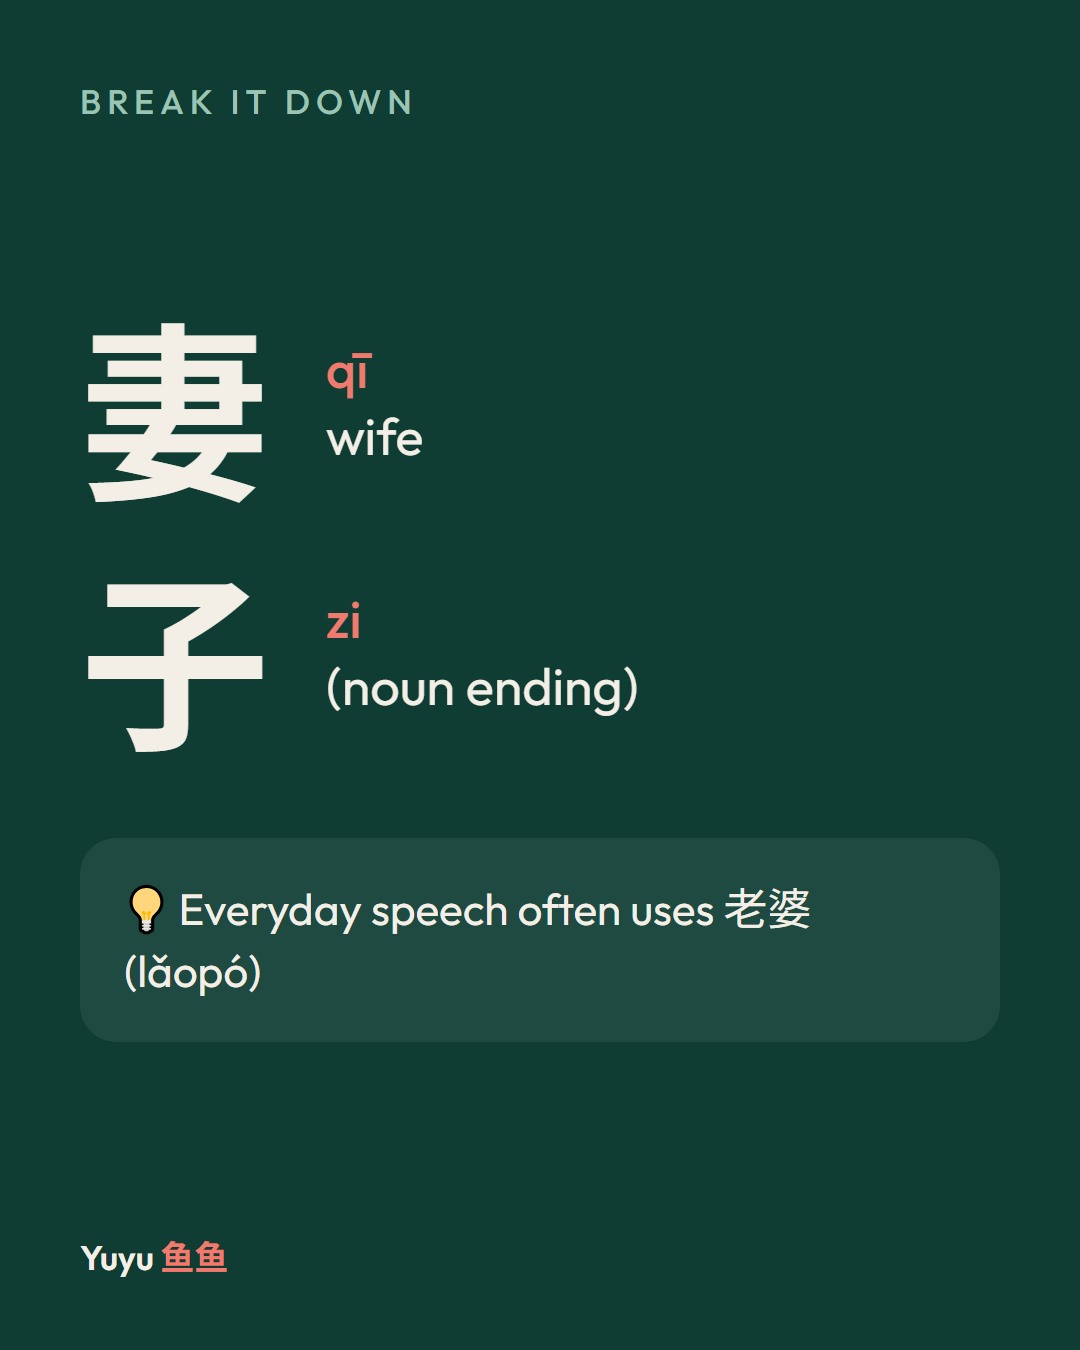 BREAK IT DOWN
妻
qī
wife
子
zi
(noun ending)
💡 Everyday speech often uses 老婆
(lǎopó)
Yuyu 鱼鱼